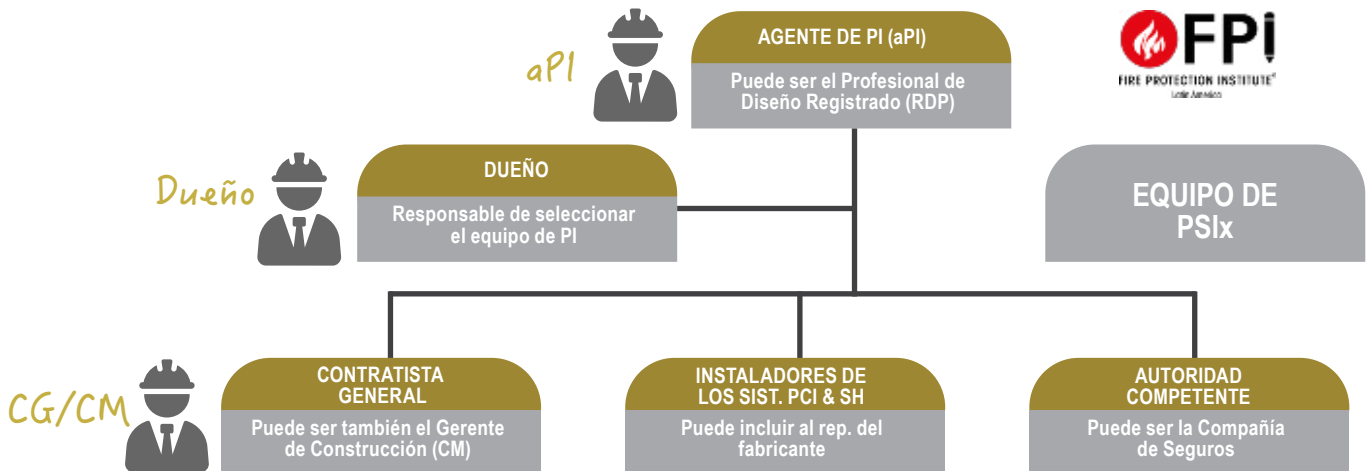 aPI
AGENTE DE PI (aPI)
Puede ser el Profesional de
Diseño Registrado (RDP)
FPi
FIRE PROTECTION INSTITUTE
Latin America
Dueño
DUEÑO
Responsable de seleccionar
el equipo de PI
EQUIPO DE
PSIx
CG/CM
CONTRATISTA
GENERAL
Puede ser también el Gerente
de Construcción (CM)
INSTALADORES DE
LOS SIST. PCI & SH
Puede incluir al rep. del
fabricante
AUTORIDAD
COMPETENTE
Puede ser la Compañía
de Seguros